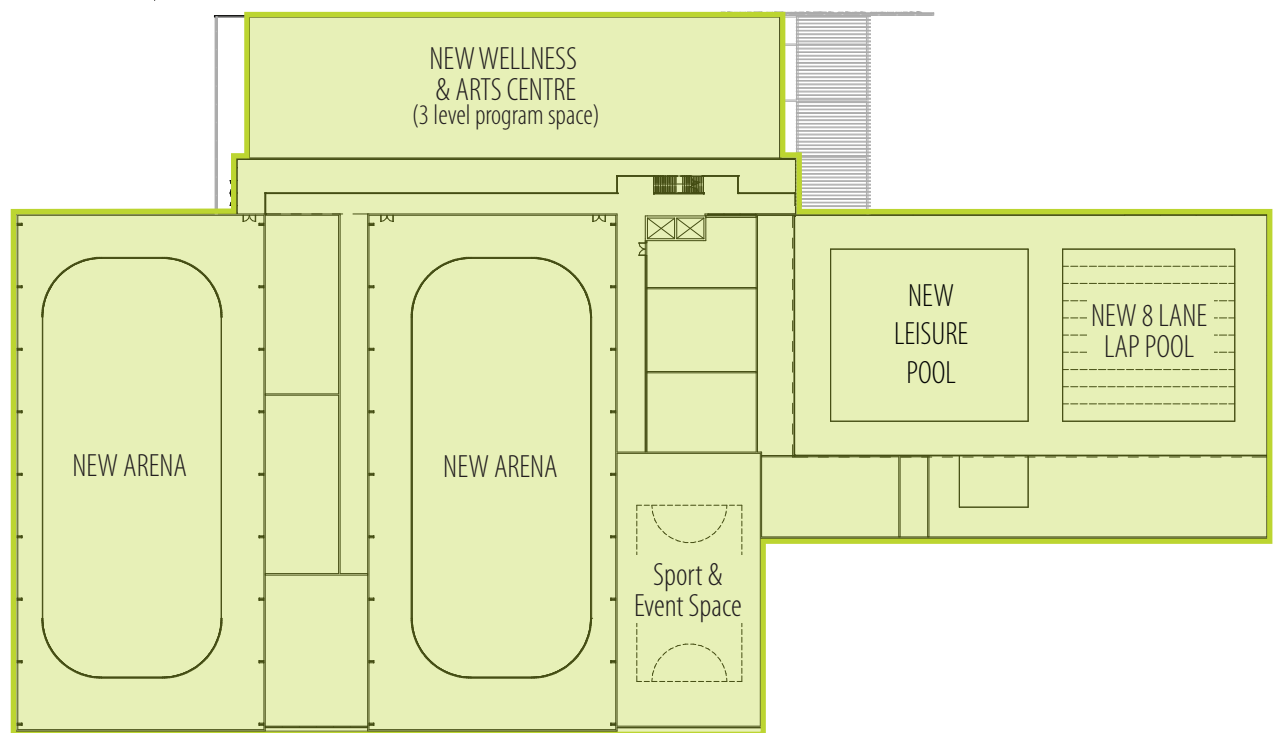 NEW WELLNESS
& ARTS CENTRE
(3 level program space)
NEW ARENA
NEW ARENA
Sport &
Event Space
NEW
LEISURE
POOL
NEW 8 LANE
LAP POOL